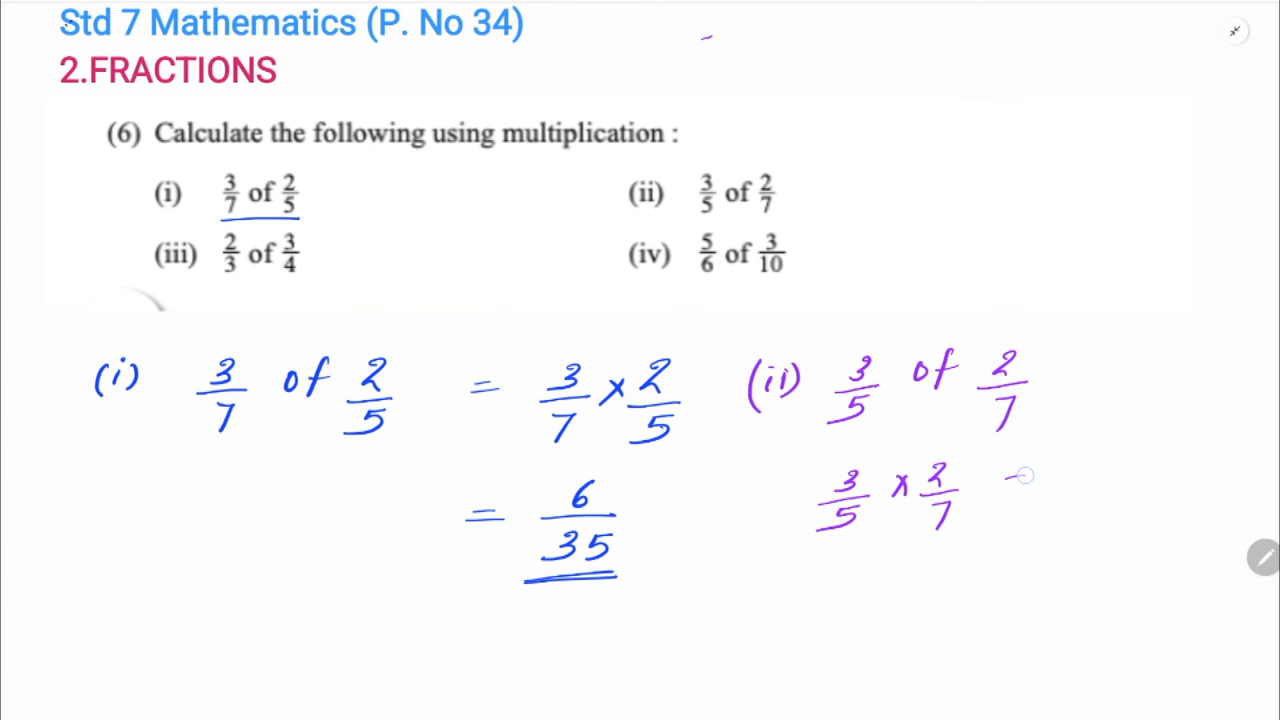 Std 7 Mathematics (P. No 34)
2.FRACTIONS
(6) Calculate the following using multiplication :
(i) 3/7 of 2/5 (ii) 3/5 of 2/7
(iii) 2/3 of 3/4 (iv) 5/6 of 3/10
(i) 3/7 of 2/5 = 3/7 × 2/5 (ii) 3/5 of 2/7
= 6/35 3/5 × 2/7